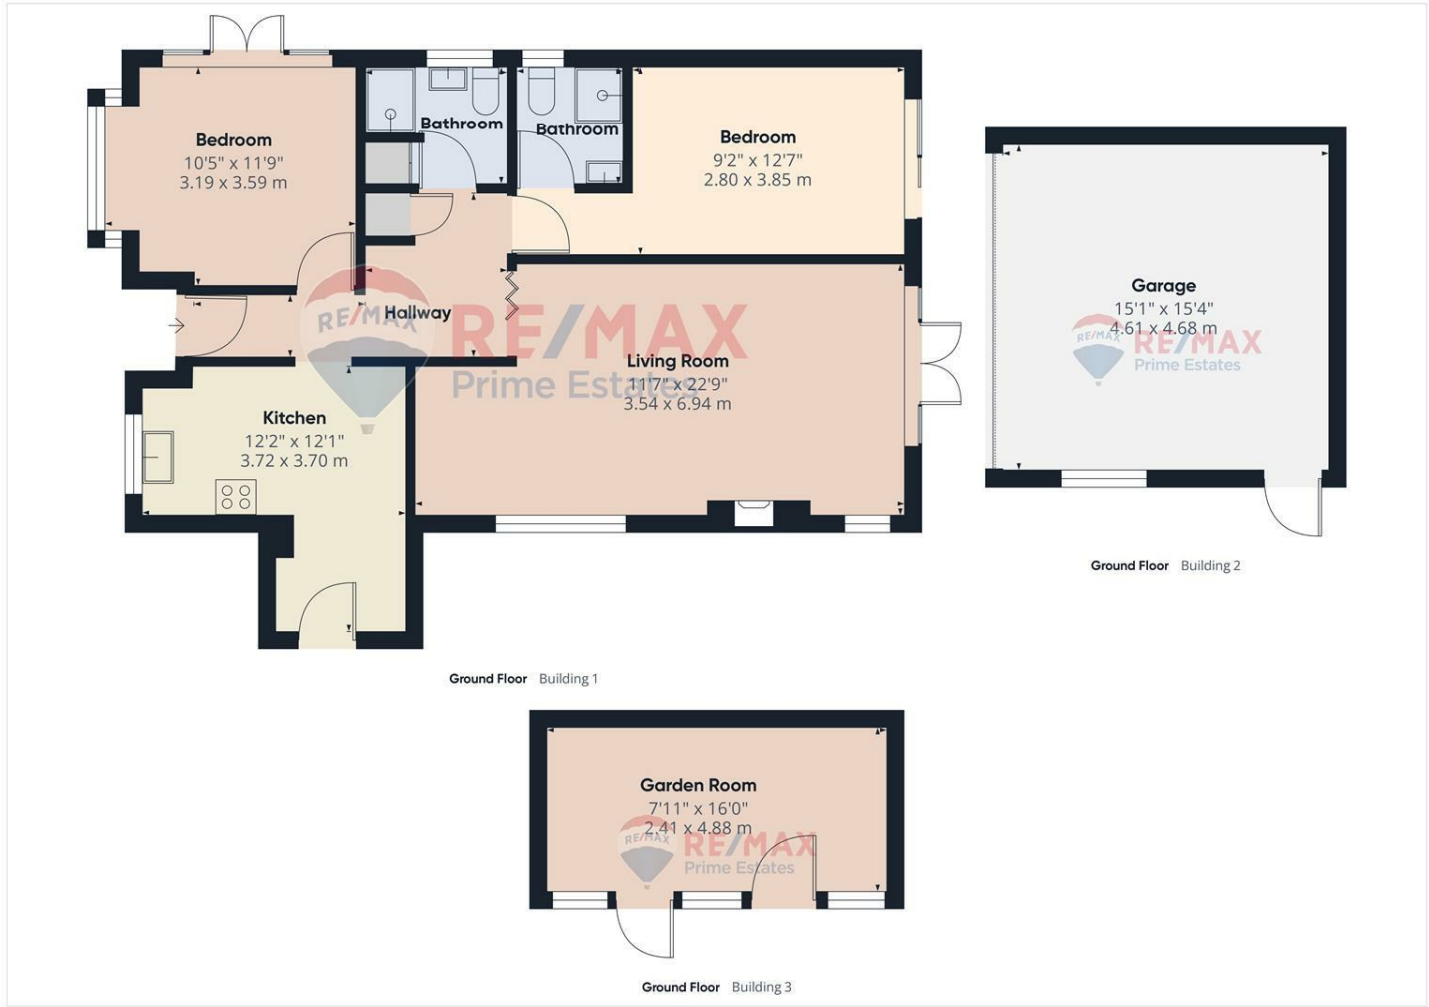 Bedroom
10'5" x 11'9"
3.19 x 3.59 m
Bathroom
Bathroom
Bedroom
9'2" x 12'7"
2.80 x 3.85 m
Hallway
RE/MAX
RE/MAX
Prime Estates
Living Room
11'7" x 22'9"
3.54 x 6.94 m
Kitchen
12'2" x 12'1"
3.72 x 3.70 m
Garage
15'1" x 15'4"
4.61 x 4.68 m
RE/MAX
RE/MAX
Prime Estates
Ground Floor Building 2
Ground Floor Building 1
Garden Room
7'11" x 16'0"
2.41 x 4.88 m
RE/MAX
RE/MAX
Prime Estates
Ground Floor Building 3